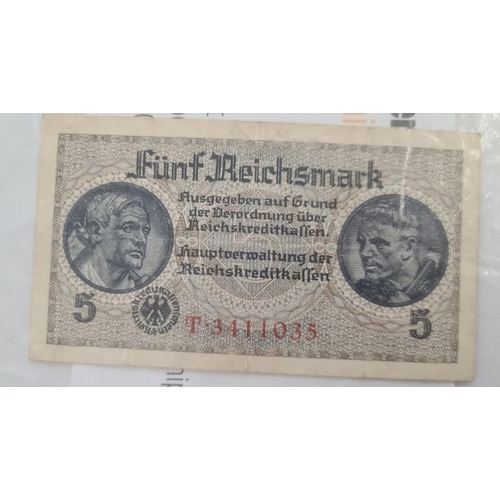 Fünf Reichsmark
Ausgegeben auf Grund
der Verordnung über
Reichskreditkassen
Hauptverwaltung der
Reichskreditkassen
5
T·3411035
5